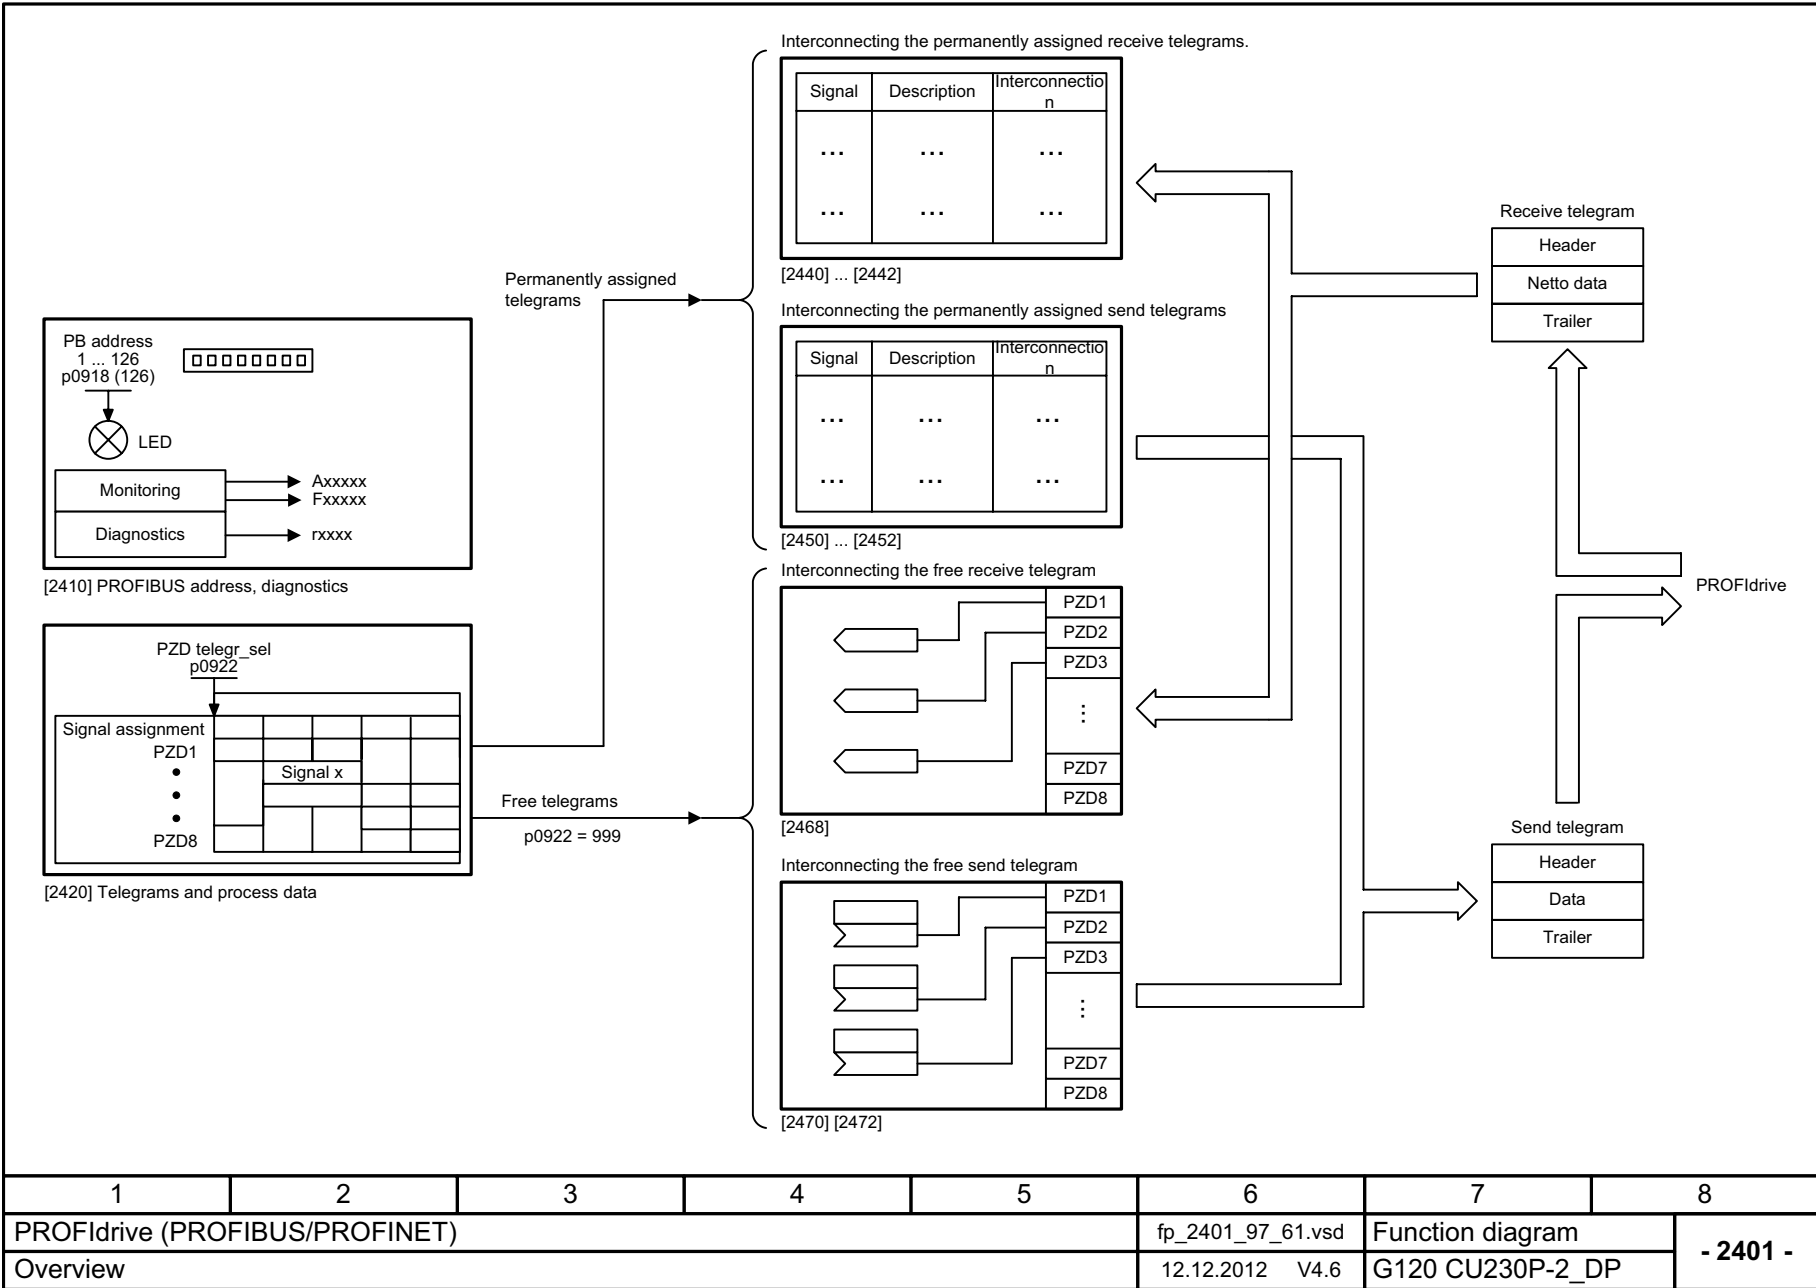 Interconnecting the permanently assigned receive telegrams.
Signal Description Interconnectio
n
... ... ...
... ... ...
[2440] ... [2442]
Permanently assigned
telegrams
Interconnecting the permanently assigned send telegrams
Signal Description Interconnectio
n
... ... ...
... ... ...
[2450] ... [2452]
PB address
1 ... 126
p0918 (126)
LED
Monitoring
Axxxxx
Fxxxxx
Diagnostics
rxxxx
[2410] PROFIBUS address, diagnostics
PZD telegr_sel
p0922
Signal assignment
PZD1
Signal x
PZD8
[2420] Telegrams and process data
Free telegrams
p0922 = 999
Interconnecting the free receive telegram
PZD1
PZD2
PZD3
...
PZD7
PZD8
[2468]
Interconnecting the free send telegram
PZD1
PZD2
PZD3
...
PZD7
PZD8
[2470] [2472]
Receive telegram
Header
Netto data
Trailer
PROFIdrive
Send telegram
Header
Data
Trailer
1 2 3 4 5 6 7 8
PROFIdrive (PROFIBUS/PROFINET) fp_2401_97_61.vsd Function diagram
- 2401 -
Overview 12.12.2012 V4.6 G120 CU230P-2_DP